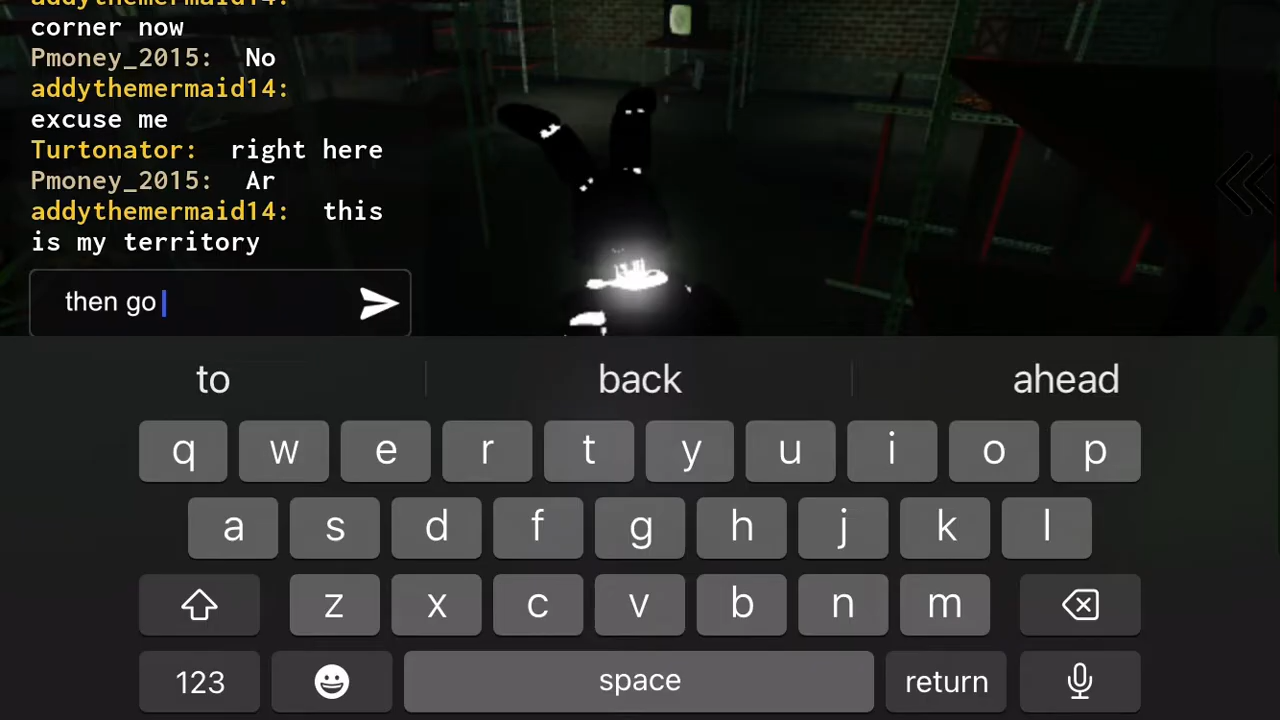 addythemermaid14:
corner now
Pmoney_2015: No
addythemermaid14:
excuse me
Turtonator: right here
Pmoney_2015: Ar
addythemermaid14: this
is my territory
then go
to back ahead
q w e r t y u i o p
a s d f g h j k l
z x c v b n m
123 space return